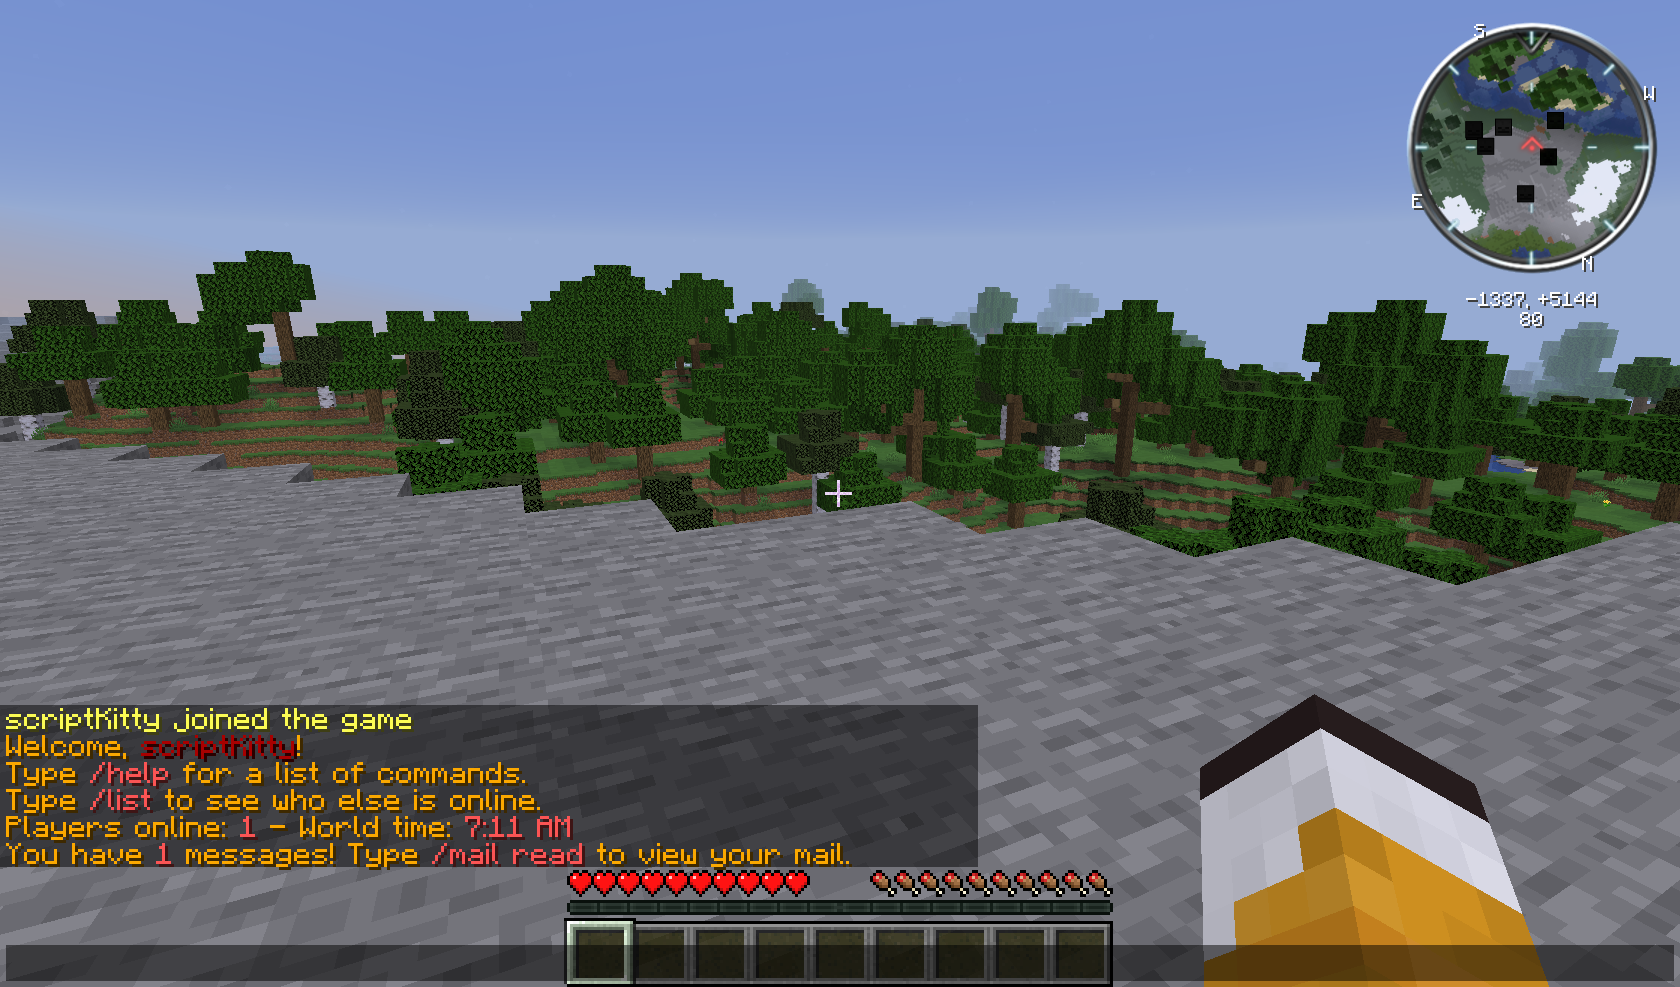 S
W
E
N
-1337, +5144
80
scriptKitty joined the game
Welcome, scriptKitty!
Type /help for a list of commands.
Type /list to see who else is online.
Players online: 1 - World time: 7:11 AM
You have 1 messages! Type /mail read to view your mail.